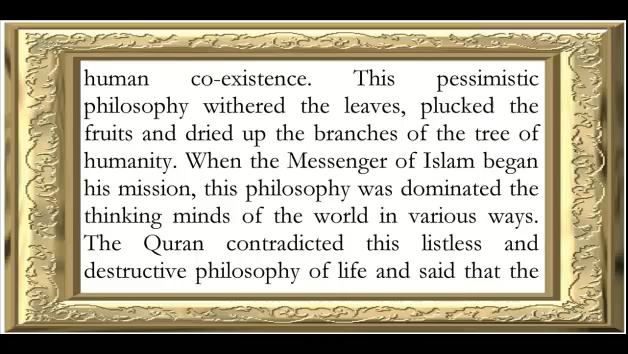 human co-existence. This pessimistic
philosophy withered the leaves, plucked the
fruits and dried up the branches of the tree of
humanity. When the Messenger of Islam began
his mission, this philosophy was dominated the
thinking minds of the world in various ways.
The Quran contradicted this listless and
destructive philosophy of life and said that the